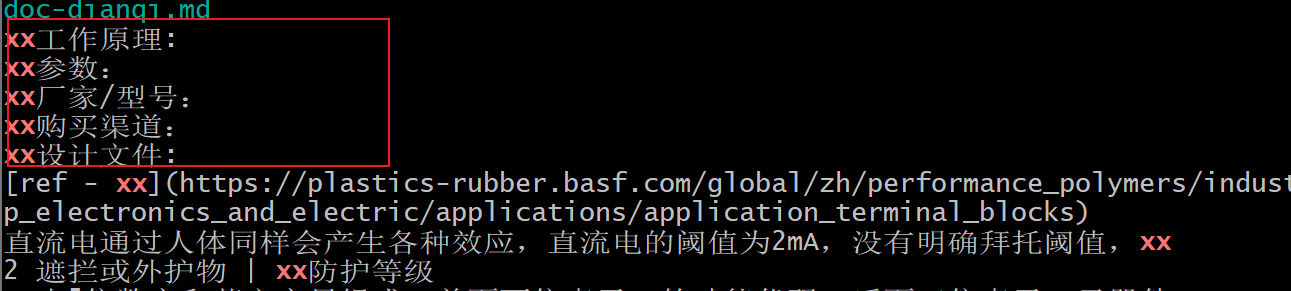 doc-dianqi.md
xx工作原理:
xx参数：
xx厂家/型号：
xx购买渠道：
xx设计文件:
[ref - xx](https://plastics-rubber.basf.com/global/zh/performance_polymers/indust
p_electronics_and_electric/applications/application_terminal_blocks)
直流电通过人体同样会产生各种效应，直流电的阈值为2mA，没有明确拜托阈值，xx
2 遮拦或外护物 | xx防护等级